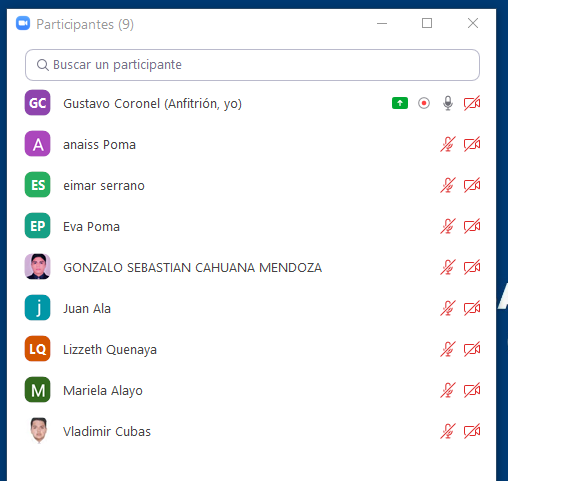 Participantes (9)
Buscar un participante
GC Gustavo Coronel (Anfitrión, yo)
A anaiss Poma
ES eimar serrano
EP Eva Poma
GONZALO SEBASTIAN CAHUANA MENDOZA
j Juan Ala
LQ Lizzeth Quenaya
M Mariela Alayo
Vladimir Cubas